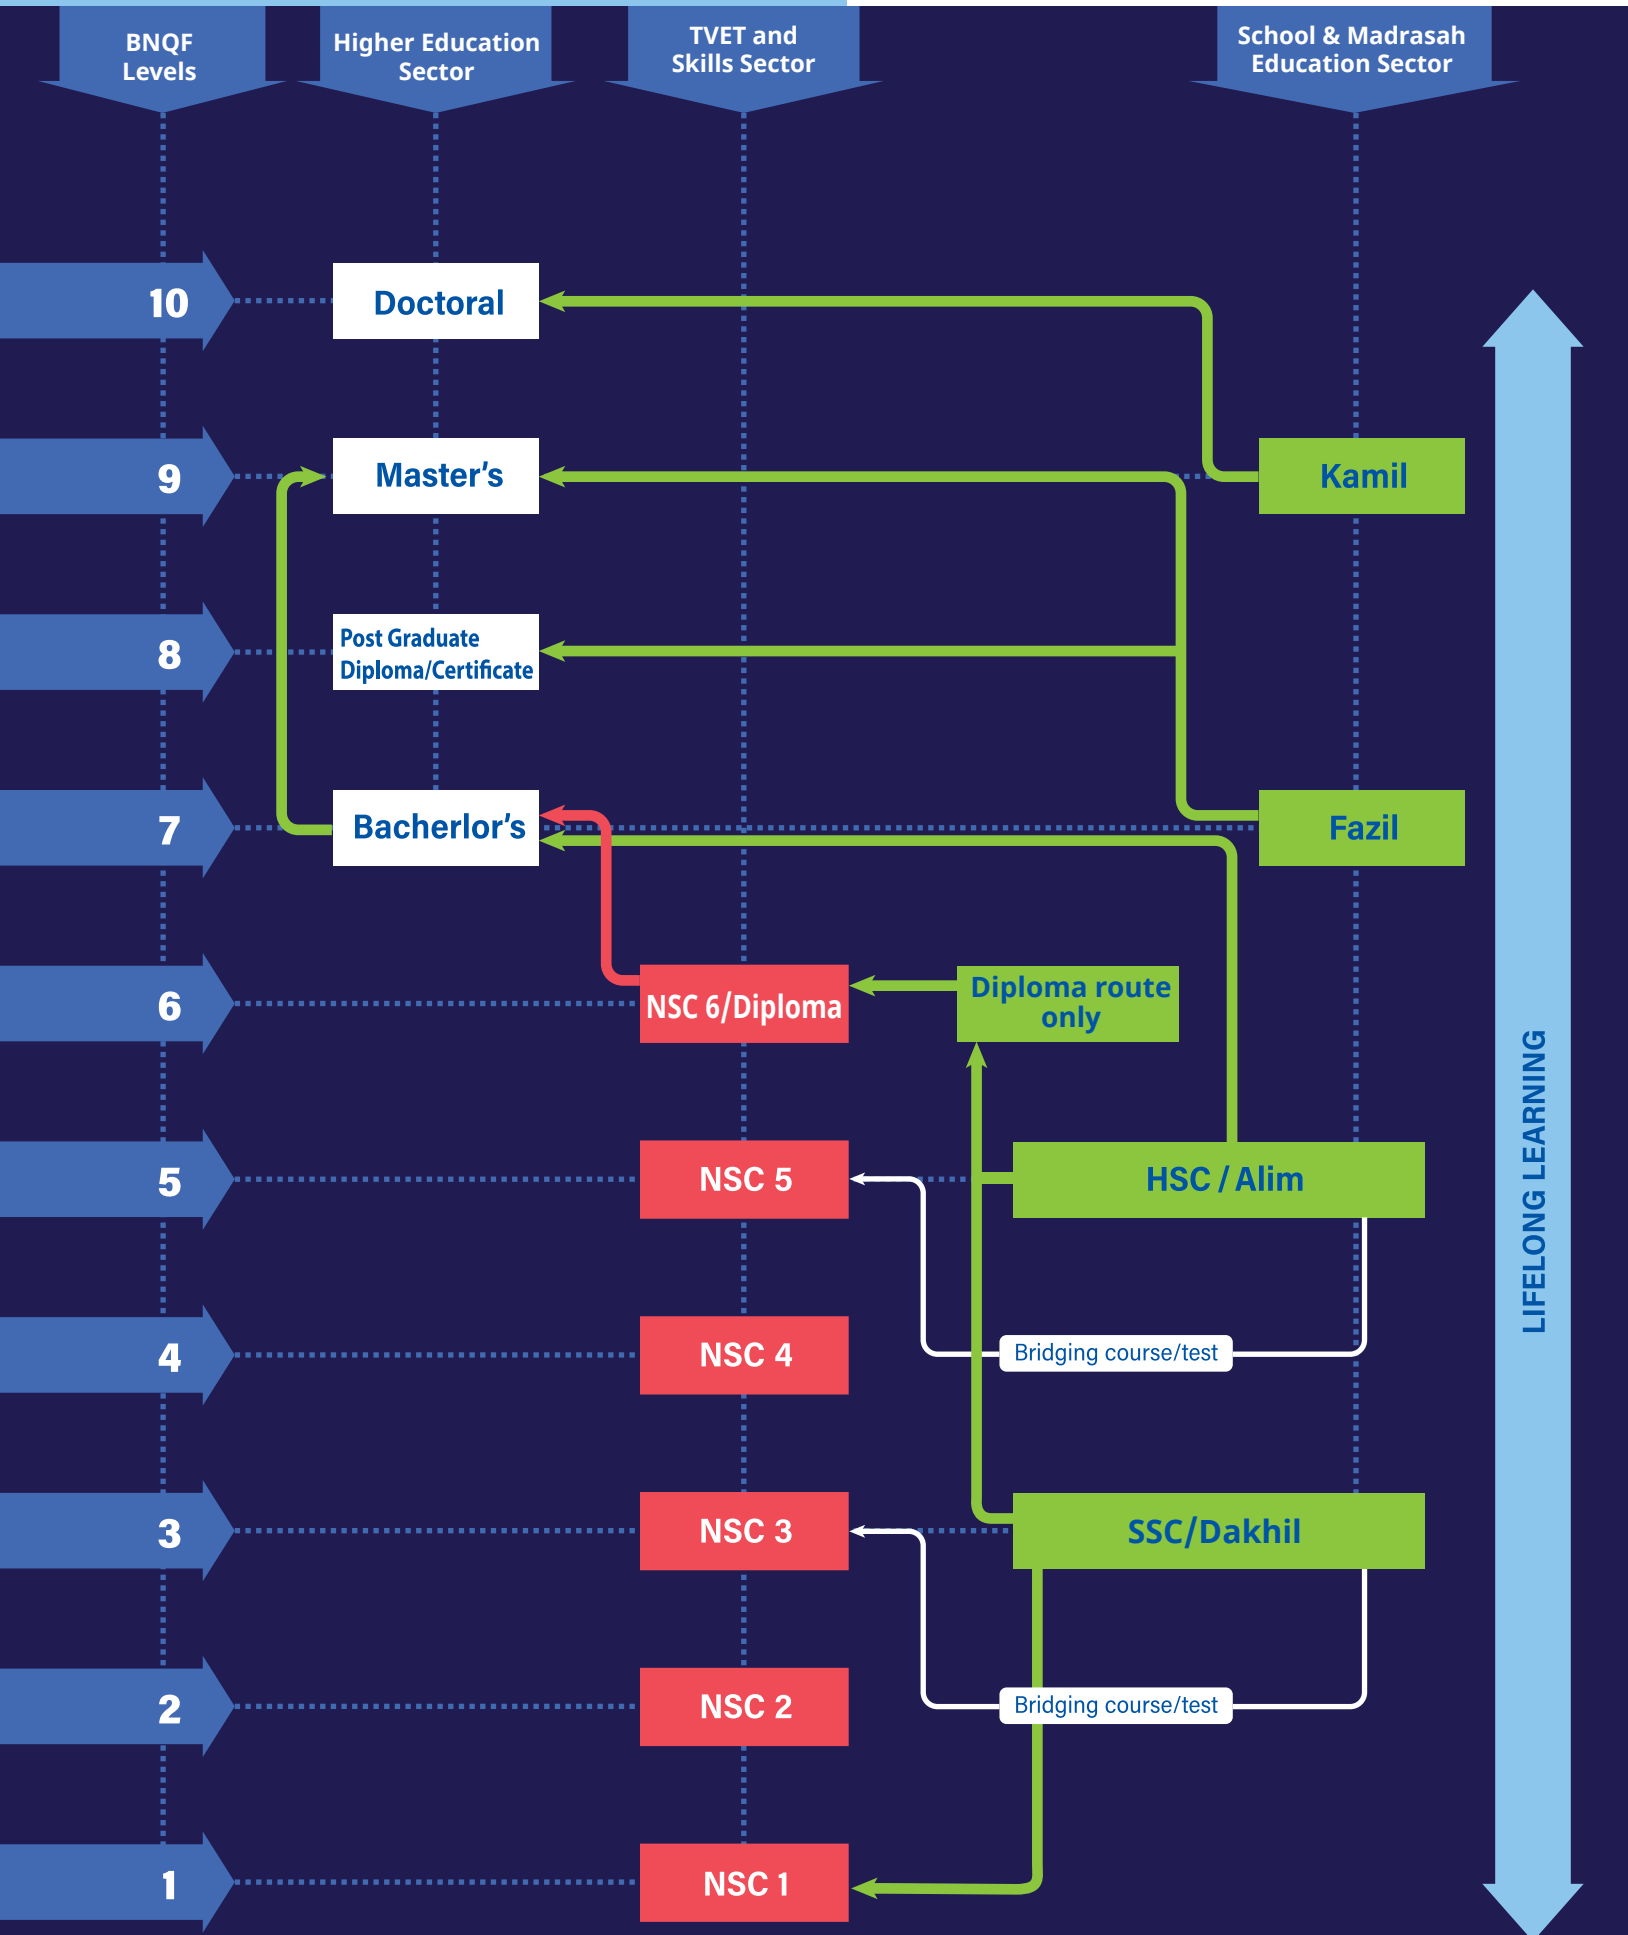 BNQF
Levels
Higher Education
Sector
TVET and
Skills Sector
School & Madrasah
Education Sector
10
Doctoral
9
Master's
Kamil
8
Post Graduate
Diploma/Certificate
7
Bacherlor's
Fazil
6
NSC 6/Diploma
Diploma route
only
5
NSC 5
HSC / Alim
4
NSC 4
Bridging course/test
3
NSC 3
SSC/Dakhil
2
NSC 2
Bridging course/test
1
NSC 1
LIFELONG LEARNING